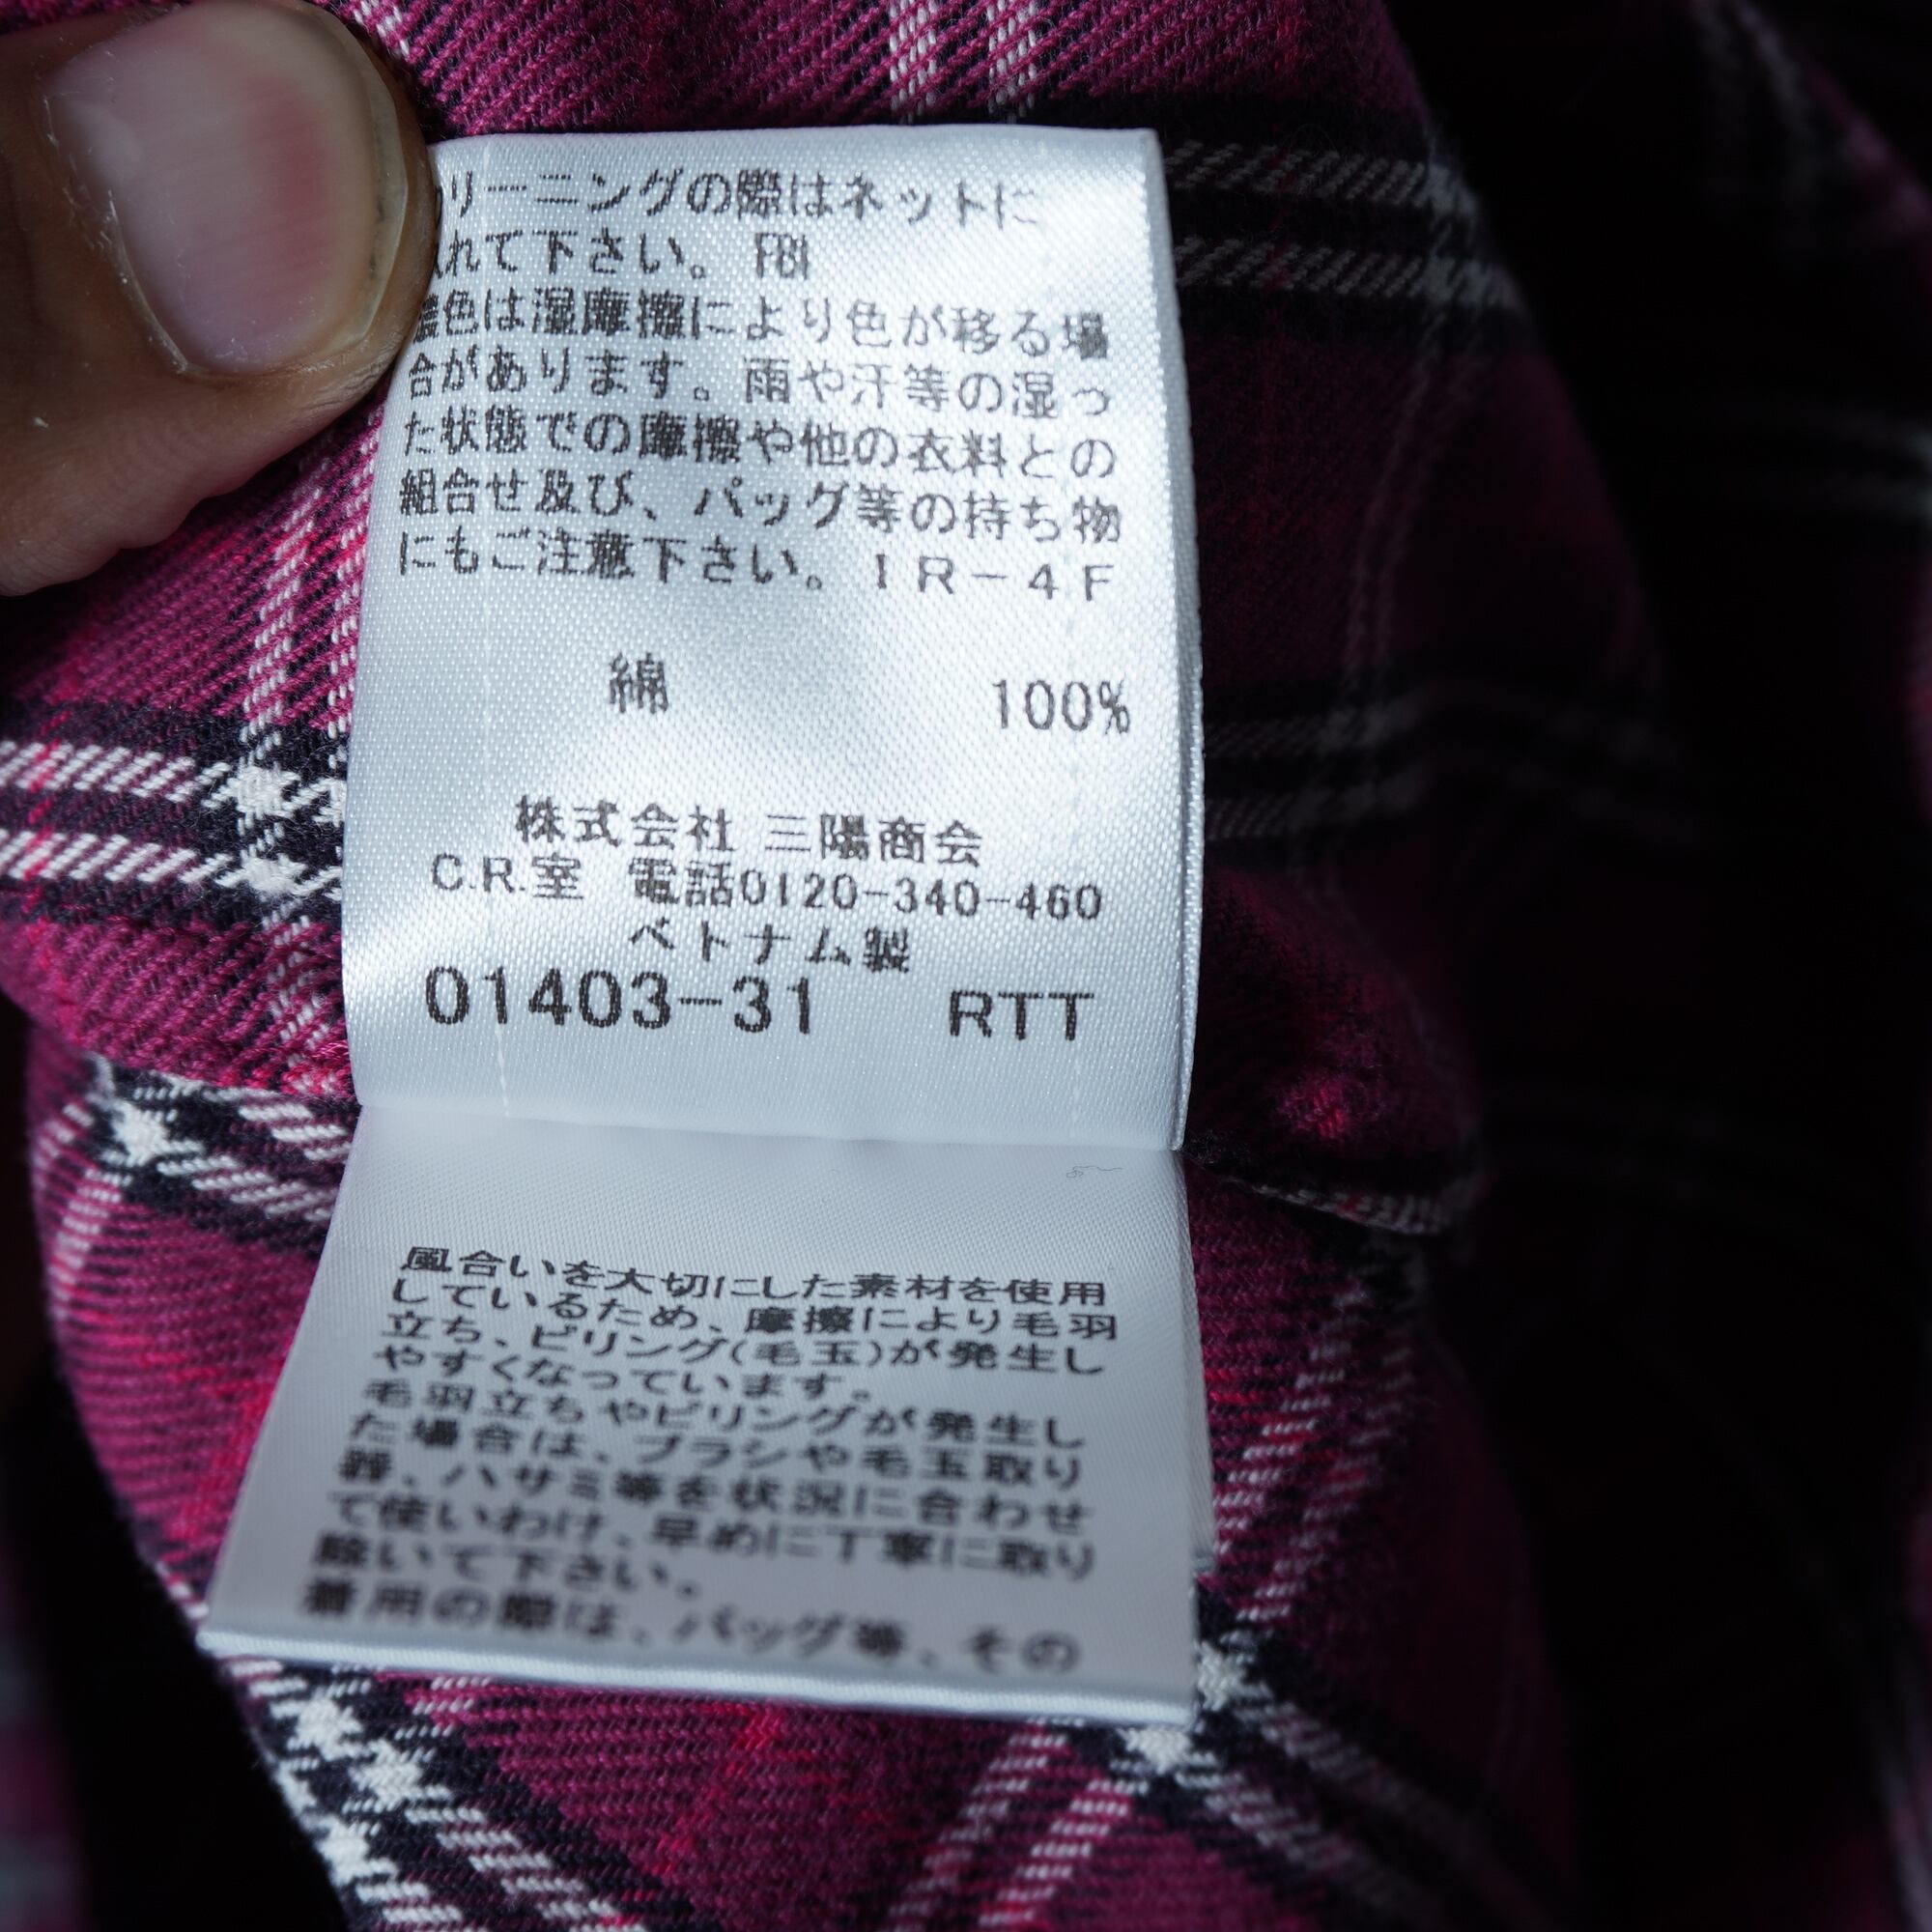 リーニングの際はネットに
れて下さい。 FBI
濃色は湿摩擦により色が移る場
合があります。雨や汗等の湿っ
た状態での摩擦や他の衣料との
組合せ及び、バッグ等の持ち物
にもご注意下さい。IR-4F
綿 100%
株式会社 三陽商会
C.R.室 電話0120-340-460
ベトナム製
01403-31 RTT
風合いを大切にした素材を使用
しているため、摩擦により毛羽
立ち、ピリング(毛玉)が発生し
やすくなっています。
毛羽立ちやピリングが発生し
た場合は、ブラシや毛玉取り
器、ハサミ等を状況に合わせ
て使いわけ、早めに丁寧に取り
除いて下さい。
着用の際は、バッグ等、その